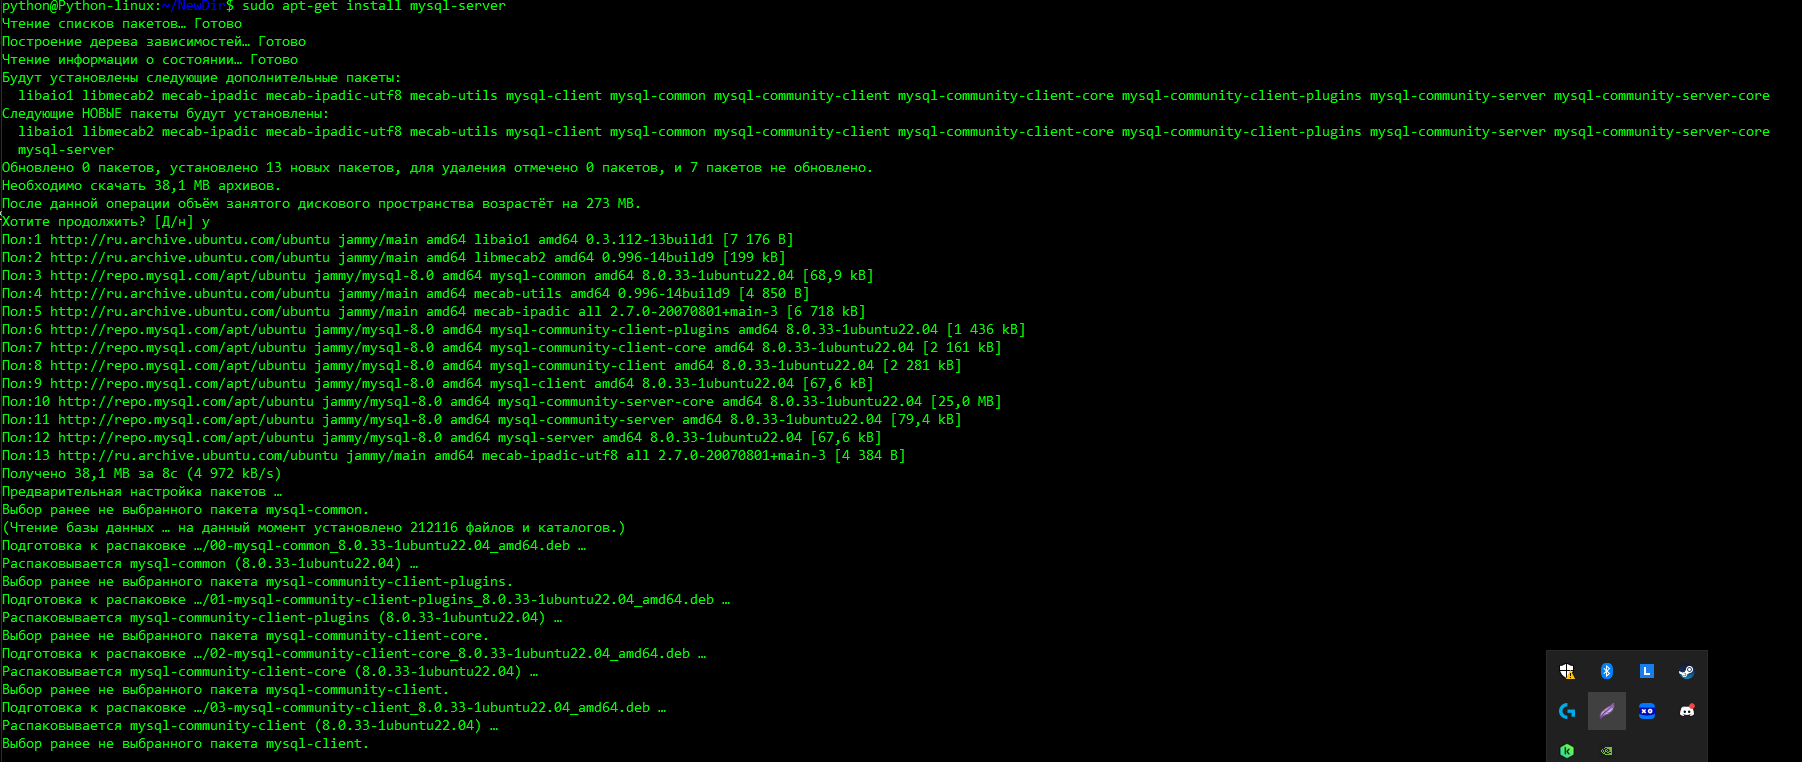 python@Python-linux:~/NewDir$ sudo apt-get install mysql-server
Чтение списков пакетов… Готово
Построение дерева зависимостей… Готово
Чтение информации о состоянии… Готово
Будут установлены следующие дополнительные пакеты:
libaio1 libmecab2 mecab-ipadic mecab-ipadic-utf8 mecab-utils mysql-client mysql-common mysql-community-client mysql-community-client-core mysql-community-client-plugins mysql-community-server mysql-community-server-core
Следующие НОВЫЕ пакеты будут установлены:
libaio1 libmecab2 mecab-ipadic mecab-ipadic-utf8 mecab-utils mysql-client mysql-common mysql-community-client mysql-community-client-core mysql-community-client-plugins mysql-community-server mysql-community-server-core
mysql-server
Обновлено 0 пакетов, установлено 13 новых пакетов, для удаления отмечено 0 пакетов, и 7 пакетов не обновлено.
Необходимо скачать 38,1 MB архивов.
После данной операции объём занятого дискового пространства возрастёт на 273 MB.
Хотите продолжить? [Д/н] y
Пол:1 http://ru.archive.ubuntu.com/ubuntu jammy/main amd64 libaio1 amd64 0.3.112-13build1 [7 176 B]
Пол:2 http://ru.archive.ubuntu.com/ubuntu jammy/main amd64 libmecab2 amd64 0.996-14build9 [199 kB]
Пол:3 http://repo.mysql.com/apt/ubuntu jammy/mysql-8.0 amd64 mysql-common amd64 8.0.33-1ubuntu22.04 [68,9 kB]
Пол:4 http://ru.archive.ubuntu.com/ubuntu jammy/main amd64 mecab-utils amd64 0.996-14build9 [4 850 B]
Пол:5 http://ru.archive.ubuntu.com/ubuntu jammy/main amd64 mecab-ipadic all 2.7.0-20070801+main-3 [6 718 kB]
Пол:6 http://repo.mysql.com/apt/ubuntu jammy/mysql-8.0 amd64 mysql-community-client-plugins amd64 8.0.33-1ubuntu22.04 [1 436 kB]
Пол:7 http://repo.mysql.com/apt/ubuntu jammy/mysql-8.0 amd64 mysql-community-client-core amd64 8.0.33-1ubuntu22.04 [2 161 kB]
Пол:8 http://repo.mysql.com/apt/ubuntu jammy/mysql-8.0 amd64 mysql-community-client amd64 8.0.33-1ubuntu22.04 [2 281 kB]
Пол:9 http://repo.mysql.com/apt/ubuntu jammy/mysql-8.0 amd64 mysql-client amd64 8.0.33-1ubuntu22.04 [67,6 kB]
Пол:10 http://repo.mysql.com/apt/ubuntu jammy/mysql-8.0 amd64 mysql-community-server-core amd64 8.0.33-1ubuntu22.04 [25,0 MB]
Пол:11 http://repo.mysql.com/apt/ubuntu jammy/mysql-8.0 amd64 mysql-community-server amd64 8.0.33-1ubuntu22.04 [79,4 kB]
Пол:12 http://repo.mysql.com/apt/ubuntu jammy/mysql-8.0 amd64 mysql-server amd64 8.0.33-1ubuntu22.04 [67,6 kB]
Пол:13 http://ru.archive.ubuntu.com/ubuntu jammy/main amd64 mecab-ipadic-utf8 all 2.7.0-20070801+main-3 [4 384 B]
Получено 38,1 MB за 8с (4 972 kB/s)
Предварительная настройка пакетов …
Выбор ранее не выбранного пакета mysql-common.
(Чтение базы данных … на данный момент установлено 212116 файлов и каталогов.)
Подготовка к распаковке …/00-mysql-common_8.0.33-1ubuntu22.04_amd64.deb …
Распаковывается mysql-common (8.0.33-1ubuntu22.04) …
Выбор ранее не выбранного пакета mysql-community-client-plugins.
Подготовка к распаковке …/01-mysql-community-client-plugins_8.0.33-1ubuntu22.04_amd64.deb …
Распаковывается mysql-community-client-plugins (8.0.33-1ubuntu22.04) …
Выбор ранее не выбранного пакета mysql-community-client-core.
Подготовка к распаковке …/02-mysql-community-client-core_8.0.33-1ubuntu22.04_amd64.deb …
Распаковывается mysql-community-client-core (8.0.33-1ubuntu22.04) …
Выбор ранее не выбранного пакета mysql-community-client.
Подготовка к распаковке …/03-mysql-community-client_8.0.33-1ubuntu22.04_amd64.deb …
Распаковывается mysql-community-client (8.0.33-1ubuntu22.04) …
Выбор ранее не выбранного пакета mysql-client.